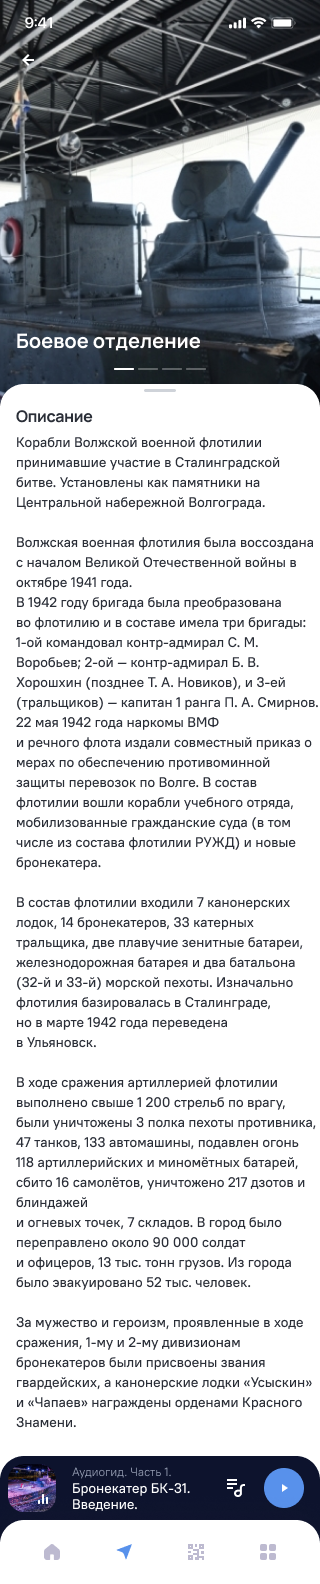 9:41
Боевое отделение
Описание
Корабли Волжской военной флотилии
принимавшие участие в Сталинградской
битве. Установлены как памятники на
Центральной набережной Волгограда.
Волжская военная флотилия была воссоздана
с началом Великой Отечественной войны в
октябре 1941 года.
В 1942 году бригада была преобразована
во флотилию и в составе имела три бригады:
1-ой командовал контр-адмирал С. М.
Воробьев; 2-ой — контр-адмирал Б. В.
Хорошхин (позднее Т. А. Новиков), и 3-ей
(тральщиков) — капитан 1 ранга П. А. Смирнов.
22 мая 1942 года наркомы ВМФ
и речного флота издали совместный приказ о
мерах по обеспечению противоминной
защиты перевозок по Волге. В состав
флотилии вошли корабли учебного отряда,
мобилизованные гражданские суда (в том
числе из состава флотилии РУЖД) и новые
бронекатера.
В состав флотилии входили 7 канонерских
лодок, 14 бронекатеров, 33 катерных
тральщика, две плавучие зенитные батареи,
железнодорожная батарея и два батальона
(32-й и 33-й) морской пехоты. Изначально
флотилия базировалась в Сталинграде,
но в марте 1942 года переведена
в Ульяновск.
В ходе сражения артиллерией флотилии
выполнено свыше 1 200 стрельб по врагу,
были уничтожены 3 полка пехоты противника,
47 танков, 133 автомашины, подавлен огонь
118 артиллерийских и миномётных батарей,
сбито 16 самолётов, уничтожено 217 дзотов и
блиндажей
и огневых точек, 7 складов. В город было
переправлено около 90 000 солдат
и офицеров, 13 тыс. тонн грузов. Из города
было эвакуировано 52 тыс. человек.
За мужество и героизм, проявленные в ходе
сражения, 1-му и 2-му дивизионам
бронекатеров были присвоены звания
гвардейских, а канонерские лодки «Усыскин»
и «Чапаев» награждены орденами Красного
Знамени.
Аудиогид. Часть 1.
Бронекатер БК-31.
Введение.